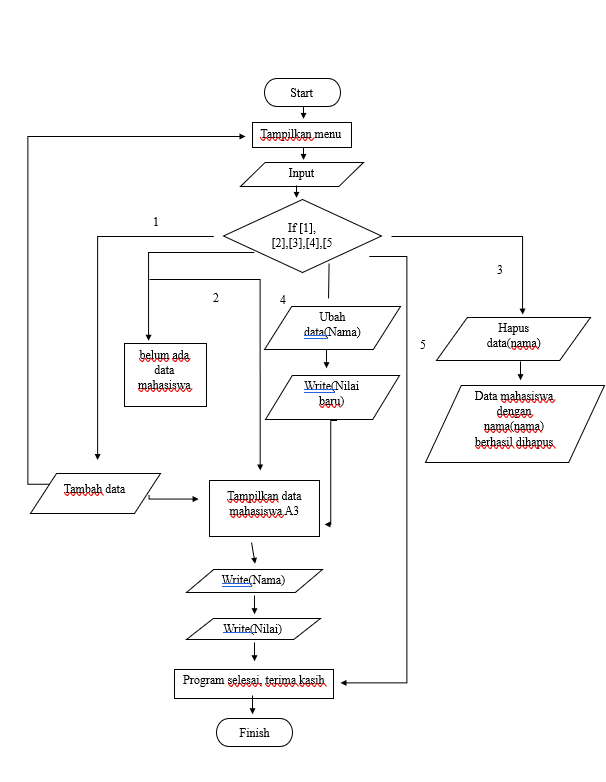 Start
Tampilkan menu
Input
If [1],
[2],[3],[4],[5
1
2
4
3
5
Ubah
data(Nama)
Hapus
data(nama)
belum ada
data
mahasiswa
Write(Nilai
baru)
Data mahasiswa
dengan
nama(nama)
berhasil dihapus
Tambah data
Tampilkan data
mahasiswa A3
Write(Nama)
Write(Nilai)
Program selesai, terima kasih
Finish